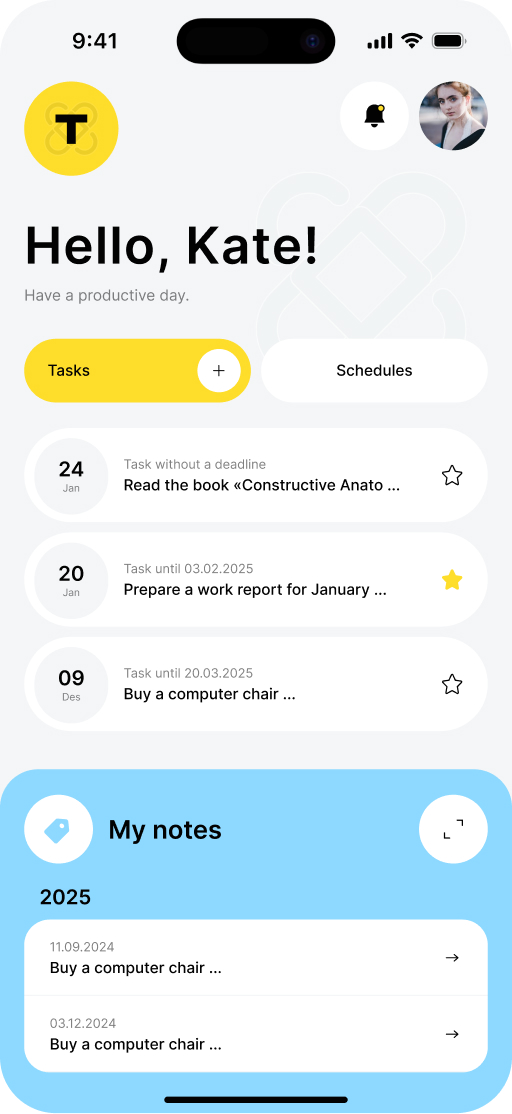 9:41
T
Hello, Kate!
Have a productive day.
Tasks
Schedules
24
Jan
Task without a deadline
Read the book «Constructive Anato ...
20
Jan
Task until 03.02.2025
Prepare a work report for January ...
09
Des
Task until 20.03.2025
Buy a computer chair ...
My notes
2025
11.09.2024
Buy a computer chair ...
03.12.2024
Buy a computer chair ...